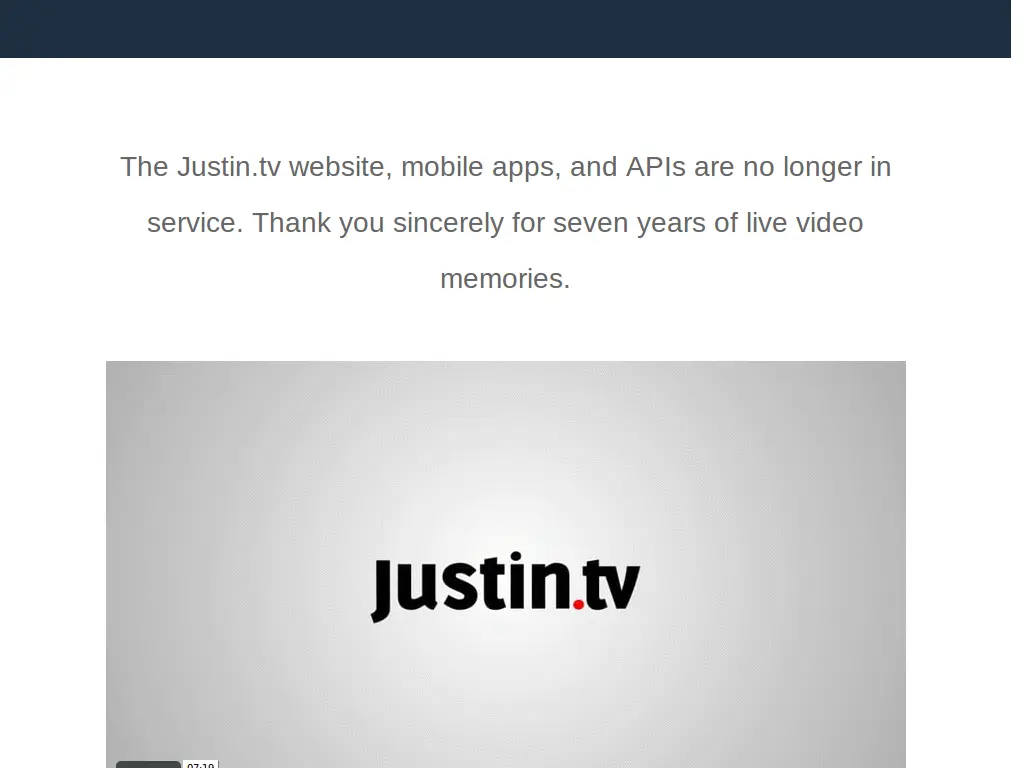 The Justin.tv website, mobile apps, and APIs are no longer in
service. Thank you sincerely for seven years of live video
memories.
Justin.tv
07:19